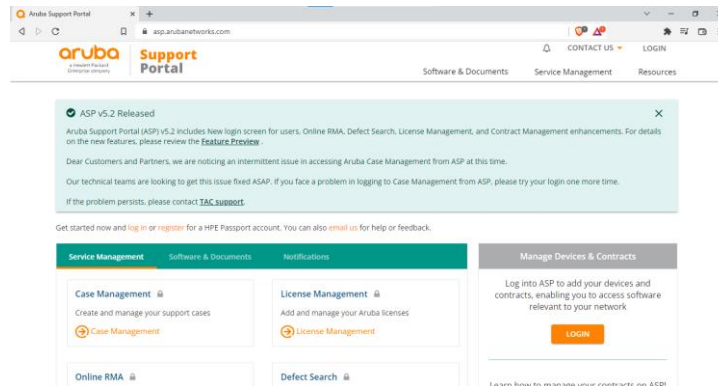 Aruba Support Portal
asp.arubanetworks.com
aruba
a Hewlett Packard
Enterprise company
Support
Portal
CONTACT US
LOGIN
Software & Documents
Service Management
Resources
ASP v5.2 Released
Aruba Support Portal (ASP) v5.2 includes New login screen for users, Online RMA, Defect Search, License Management, and Contract Management enhancements. For details
on the new features, please review the Feature Preview .
Dear Customers and Partners, we are noticing an intermittent issue in accessing Aruba Case Management from ASP at this time.
Our technical teams are looking to get this issue fixed ASAP. If you face a problem in logging to Case Management from ASP, please try your login one more time.
If the problem persists, please contact TAC support.
Get started now and log in or register for a HPE Passport account. You can also email us for help or feedback.
Service Management
Software & Documents
Notifications
Case Management
Create and manage your support cases
Case Management
License Management
Add and manage your Aruba licenses
License Management
Online RMA
Defect Search
Manage Devices & Contracts
Log into ASP to add your devices and
contracts, enabling you to access software
relevant to your network
LOGIN
Learn how to manage your contracts on ASP!